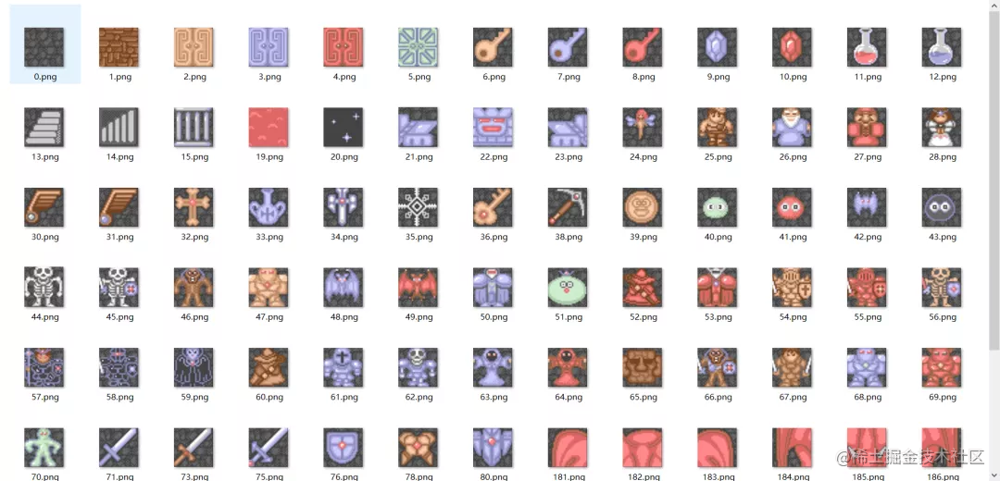 0.png 1.png 2.png 3.png 4.png 5.png 6.png 7.png 8.png 9.png 10.png 11.png 12.png
13.png 14.png 15.png 19.png 20.png 21.png 22.png 23.png 24.png 25.png 26.png 27.png 28.png
30.png 31.png 32.png 33.png 34.png 35.png 36.png 38.png 39.png 40.png 41.png 42.png 43.png
44.png 45.png 46.png 47.png 48.png 49.png 50.png 51.png 52.png 53.png 54.png 55.png 56.png
57.png 58.png 59.png 60.png 61.png 62.png 63.png 64.png 65.png 66.png 67.png 68.png 69.png
70.png 71.png 73.png 75.png 76.png 78.png 80.png 181.png 182.png 183.png 184.png 185.png 186.png
@稀土掘金技术社区